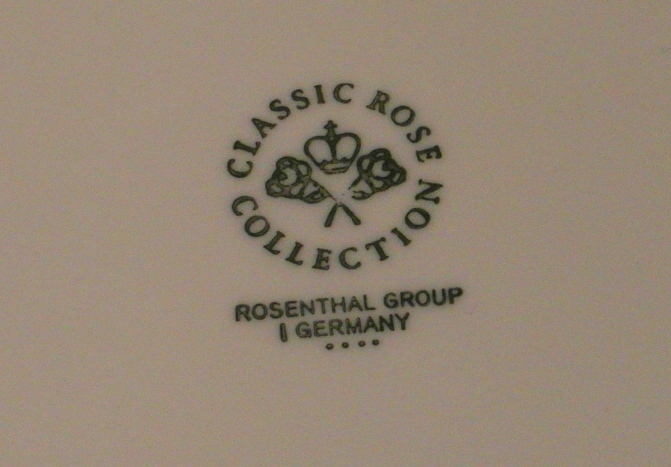 CLASSIC ROSE
COLLECTION
ROSENTHAL GROUP
GERMANY